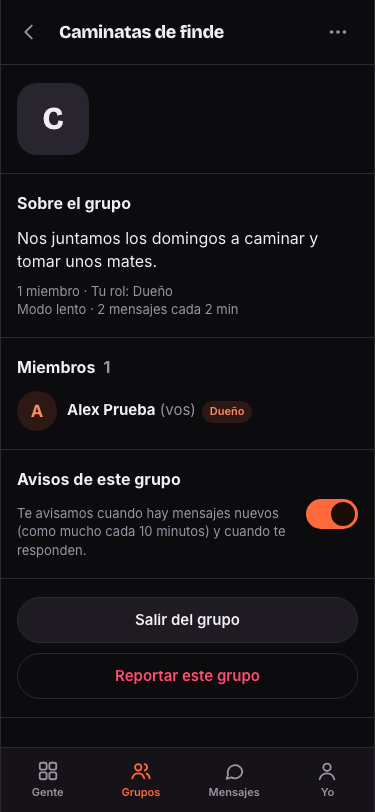 Caminatas de finde
C
Sobre el grupo
Nos juntamos los domingos a caminar y
tomar unos mates.
1 miembro · Tu rol: Dueño
Modo lento · 2 mensajes cada 2 min
Miembros 1
A
Alex Prueba (vos) Dueño
Avisos de este grupo
Te avisamos cuando hay mensajes nuevos
(como mucho cada 10 minutos) y cuando te
responden.
Salir del grupo
Reportar este grupo
Gente
Grupos
Mensajes
Yo